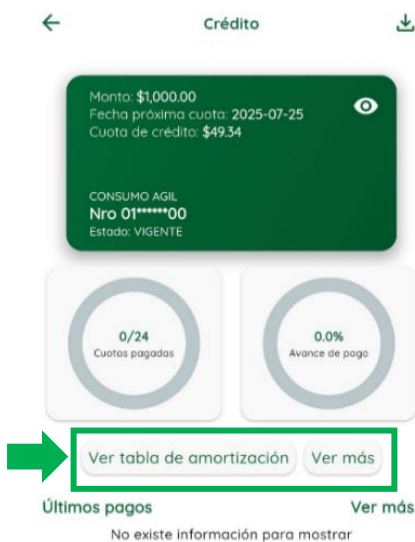 Crédito
Monto: $1,000.00
Fecha próxima cuota: 2025-07-25
Cuota de crédito: $49.34
CONSUMO AGIL
Nro 01******00
Estado: VIGENTE
0/24
Cuotas pagadas
0.0%
Avance de pago
Ver tabla de amortización Ver más
Últimos pagos Ver más
No existe información para mostrar